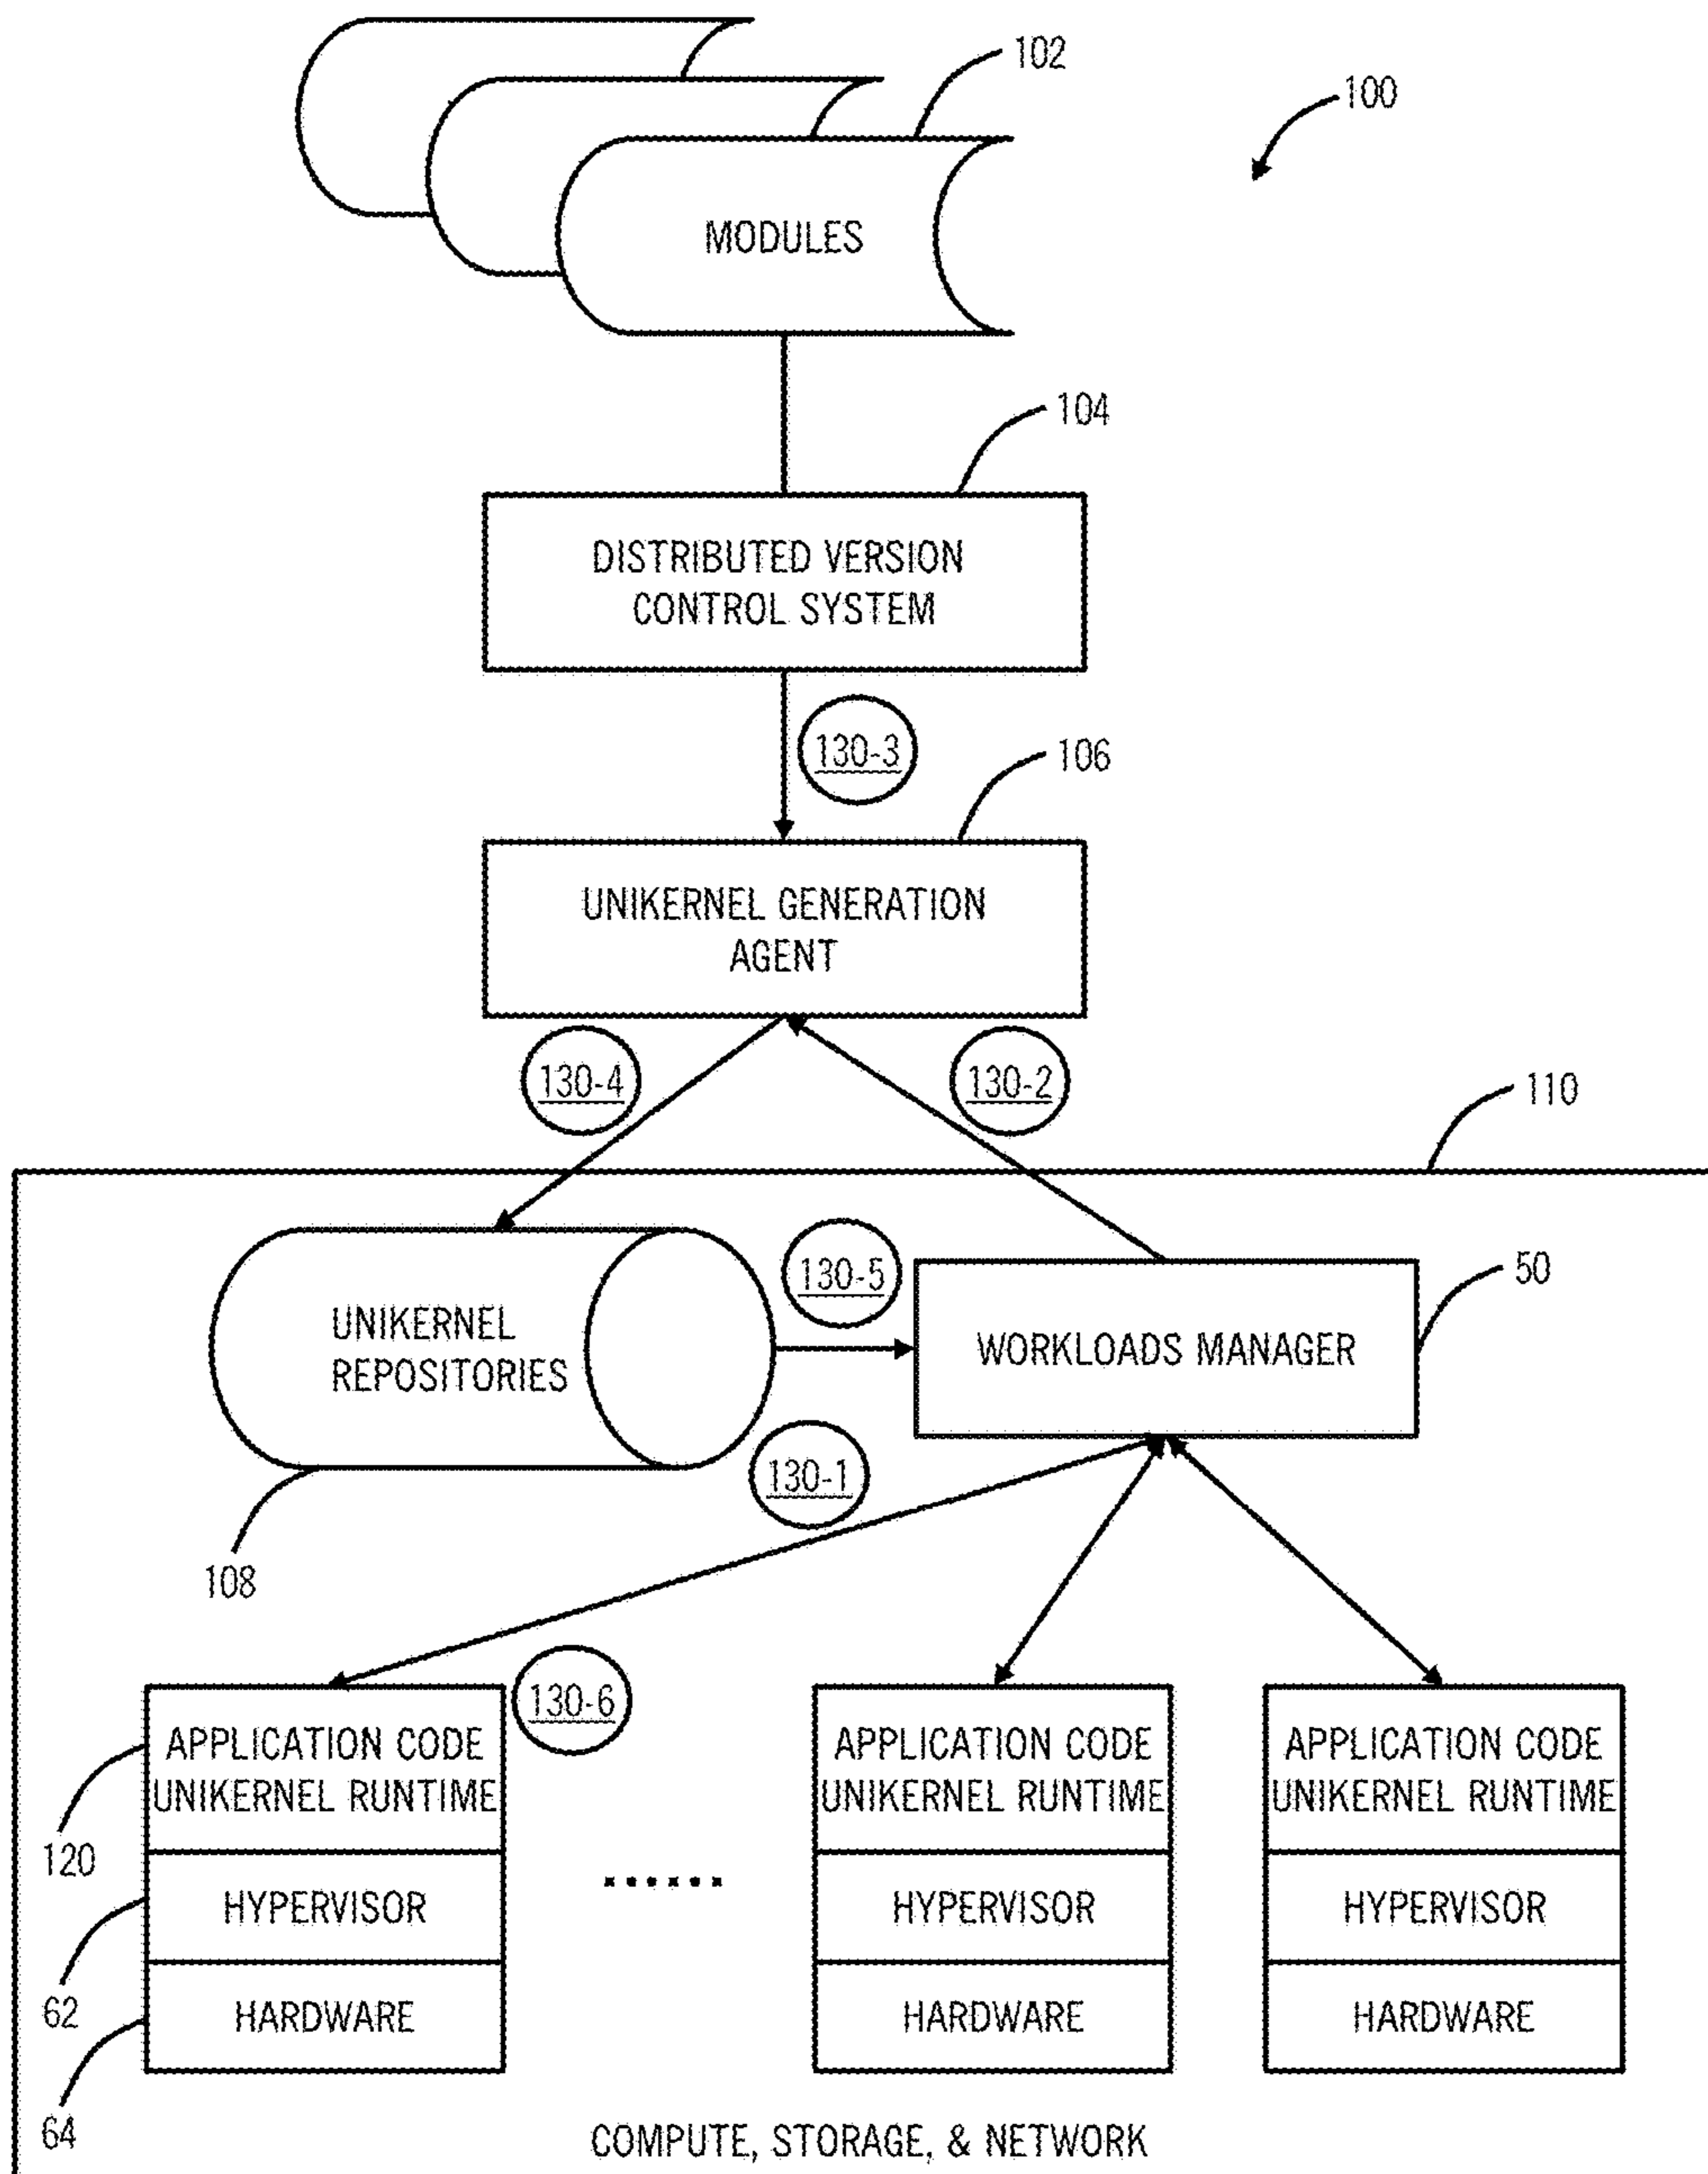 102
100
MODULES
104
DISTRIBUTED VERSION
CONTROL SYSTEM
130-3
106
UNIKERNEL GENERATION
AGENT
130-4
130-2
110
130-5
50
UNIKERNEL
REPOSITORIES
WORKLOADS MANAGER
130-1
108
130-6
APPLICATION CODE
UNIKERNEL RUNTIME
APPLICATION CODE
UNIKERNEL RUNTIME
APPLICATION CODE
UNIKERNEL RUNTIME
120
HYPERVISOR
HYPERVISOR
HYPERVISOR
62
HARDWARE
HARDWARE
HARDWARE
64
COMPUTE, STORAGE, & NETWORK